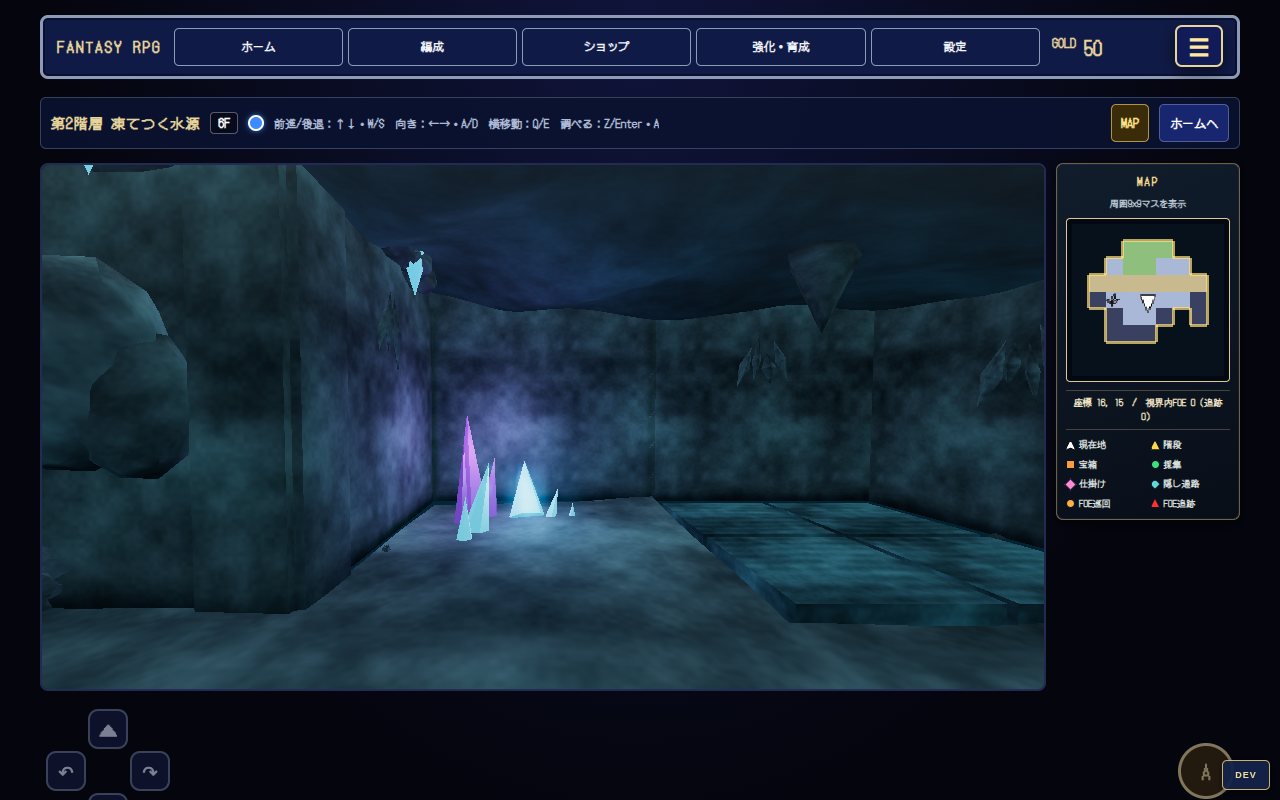 FANTASY RPG
ホーム
編成
ショップ
強化・育成
設定
GOLD 50
第2階層 凍てつく水源
6F
前進/後退：↑↓・W/S 向き：←→・A/D 横移動：Q/E 調べる：Z/Enter・A
MAP
ホームへ
MAP
周囲9x9マスを表示
座標 16, 15 / 視界内FOE 0（追跡
0）
現在地
階段
宝箱
採集
仕掛け
隠し通路
FOE巡回
FOE追跡
A
DEV